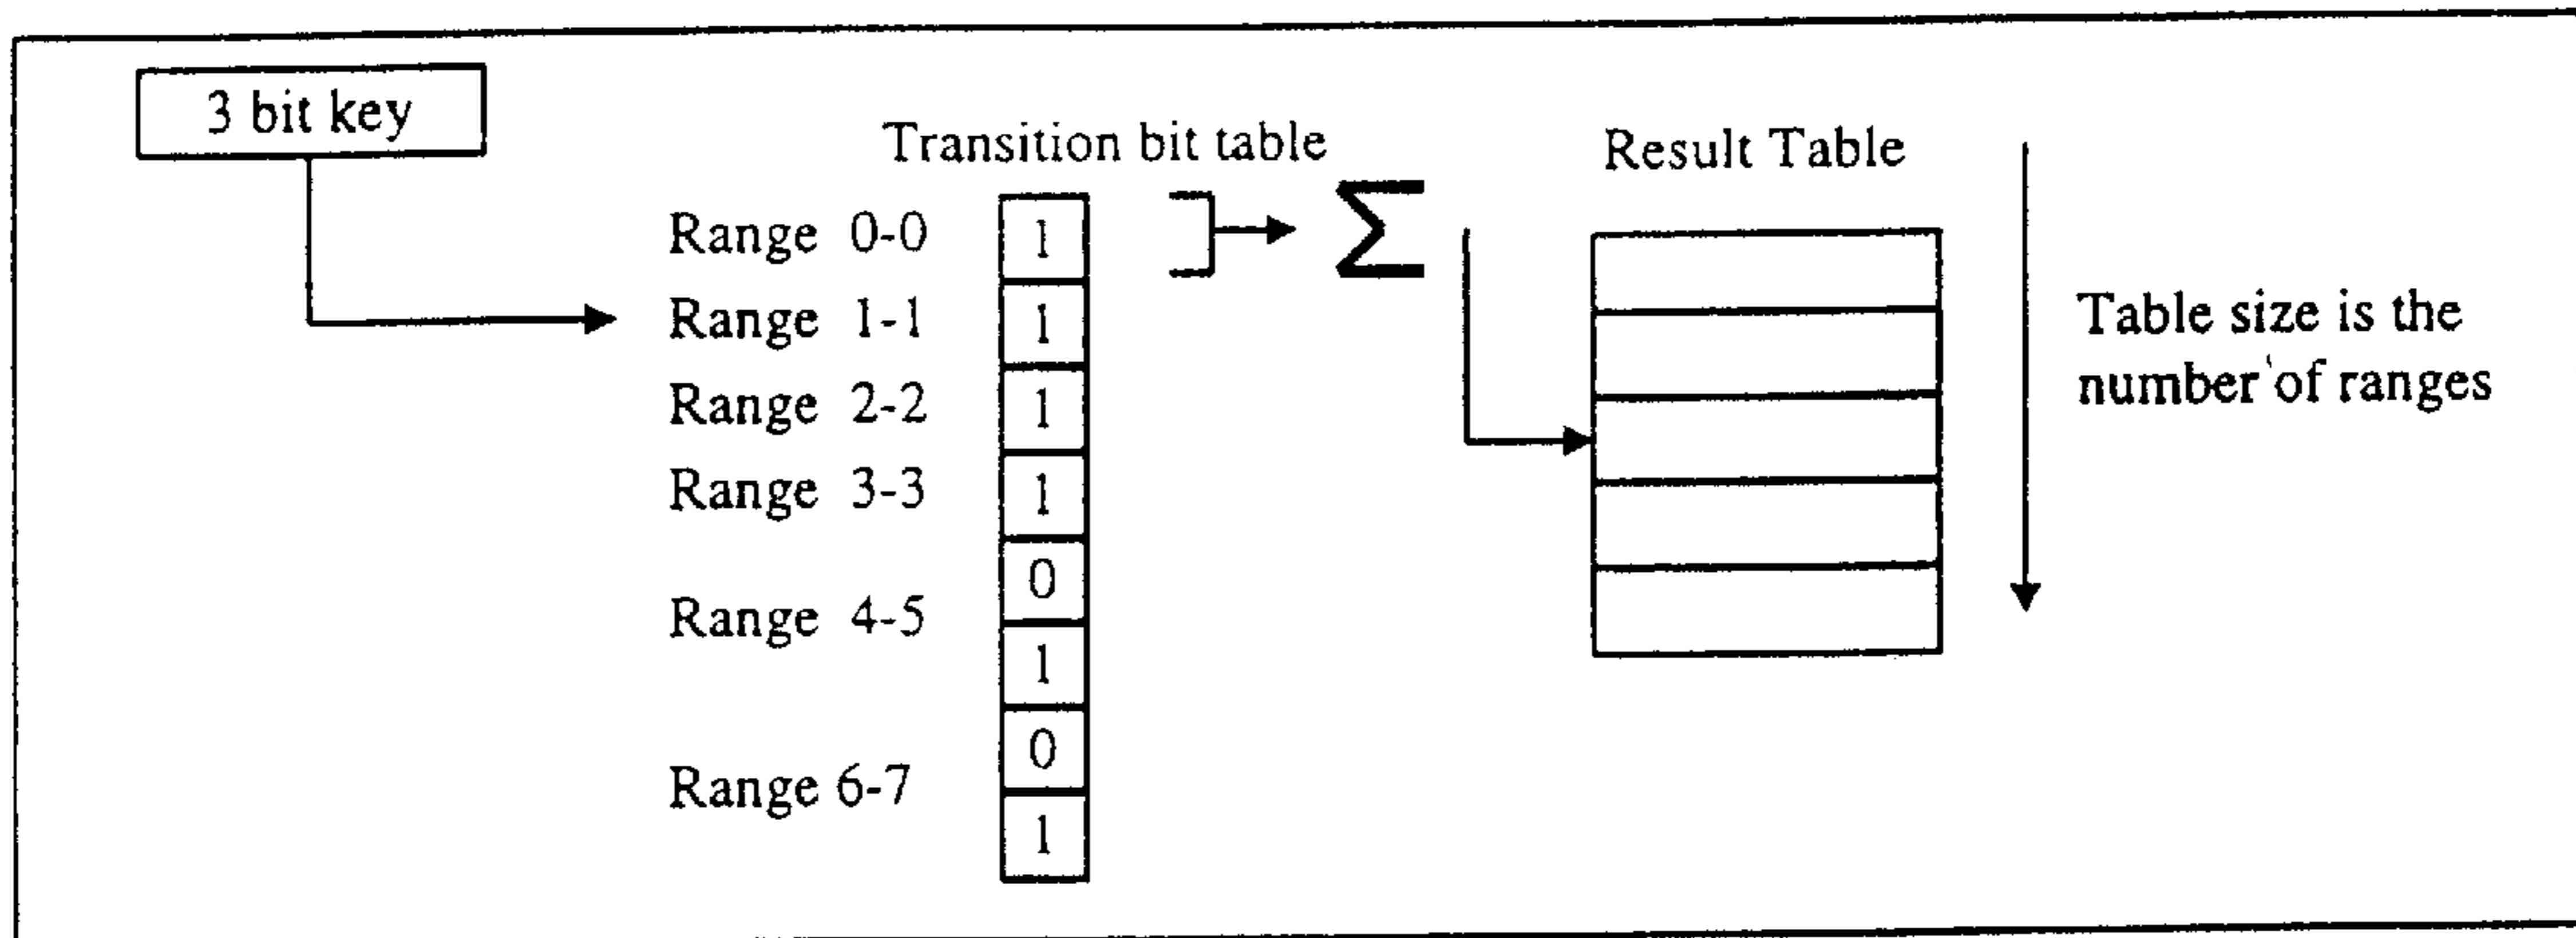 3 bit key
Transition bit table
Result Table
Range 0-0
1
Σ
Range 1-1
1
Range 2-2
1
Range 3-3
1
0
Range 4-5
1
0
Range 6-7
1
Table size is the
number of ranges